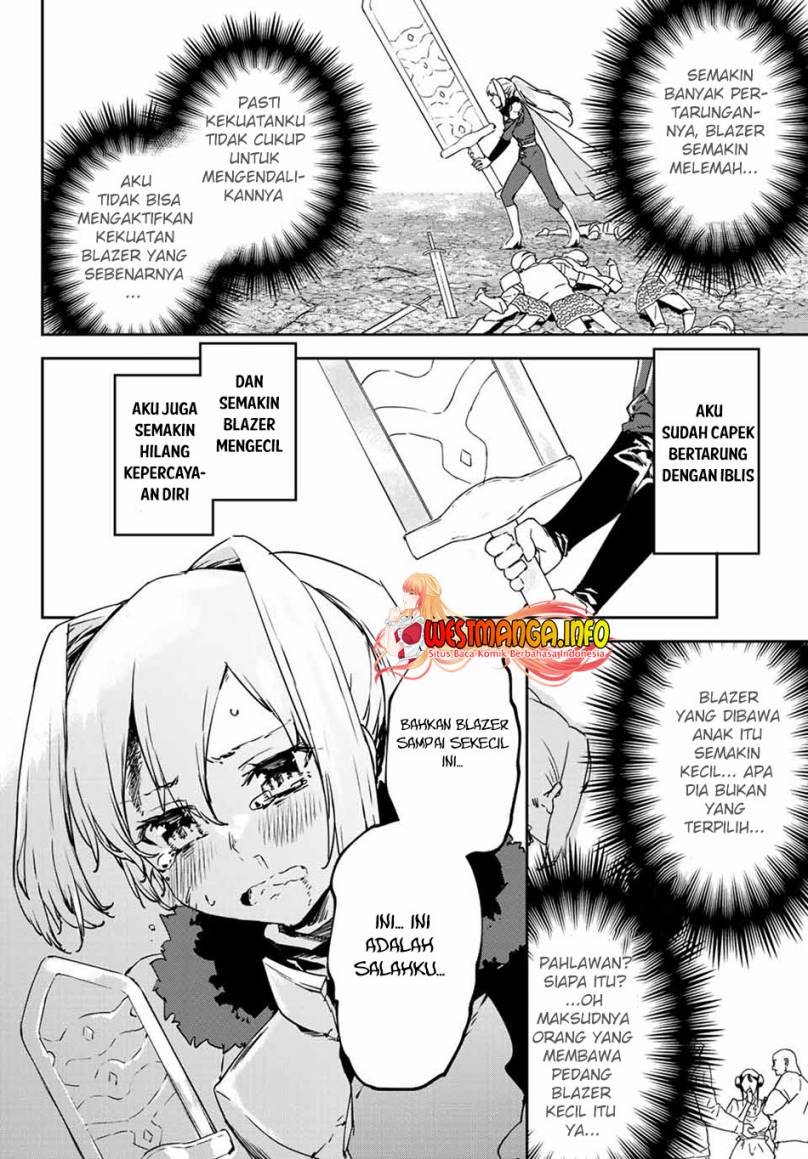 SEMAKIN
BANYAK PER-
TARUNGAN-
NYA, BLAZER
SEMAKIN
MELEMAH...
PASTI
KEKUATANKU
TIDAK CUKUP
UNTUK
MENGENDALI-
KANNYA
AKU
TIDAK BISA
MENGAKTIFKAN
KEKUATAN
BLAZER YANG
SEBENARNYA
...
AKU
SUDAH CAPEK
BERTARUNG
DENGAN IBLIS
DAN
SEMAKIN
BLAZER
MENGECIL
AKU JUGA
SEMAKIN
HILANG
KEPERCAYA-
AN DIRI
WESTMANGA.INFO
Situs Baca Komik Berbahasa Indonesia
BLAZER
YANG DIBAWA
ANAK ITU
SEMAKIN
KECIL... APA
DIA BUKAN
TERPILIH...
BAHKAN BLAZER
SAMPAI SEKECIL
INI...
INI... INI
ADALAH
SALAHKU...
PAHLAWAN?
SIAPA ITU?
...OH
MAKSUDNYA
ORANG YANG
MEMBAWA
PEDANG
BLAZER
KECIL ITU
YA...